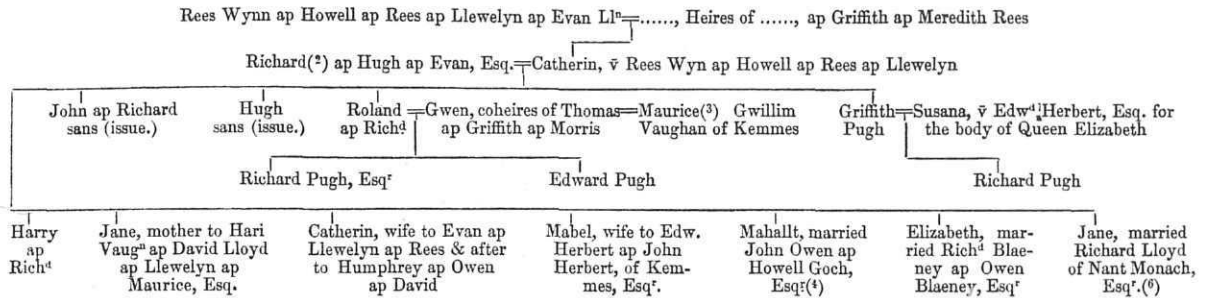 Rees Wynn ap Howell ap Rees ap Llewelyn ap Evan Llⁿ=......, Heires of ......, ap Griffith ap Meredith Rees
Richard(²) ap Hugh ap Evan, Esq.=Catherin, v̄ Rees Wyn ap Howell ap Rees ap Llewelyn
John ap Richard
sans (issue.)
Hugh
sans (issue.)
Roland=Gwen, coheires of Thomas=Maurice(³) Gwillim
ap Richᵈ ap Griffith ap Morris Vaughan of Kemmes
Griffith=Susana, v̄ Edwᵈ Herbert, Esq. for
Pugh the body of Queen Elizabeth
Richard Pugh, Esqʳ
Edward Pugh
Richard Pugh
Harry
ap
Richᵈ
Jane, mother to Hari
Vaugⁿ ap David Lloyd
ap Llewelyn ap
Maurice, Esq.
Catherin, wife to Evan ap
Llewelyn ap Rees & after
to Humphrey ap Owen
ap David
Mabel, wife to Edw.
Herbert ap John
Herbert, of Kem-
mes, Esqʳ.
Mahallt, married
John Owen ap
Howell Goch,
Esqʳ.(⁴)
Elizabeth, mar-
ried Richᵈ Blae-
ney ap Owen
Blaeney, Esqʳ
Jane, married
Richard Lloyd
of Nant Monach,
Esqʳ.(⁶)